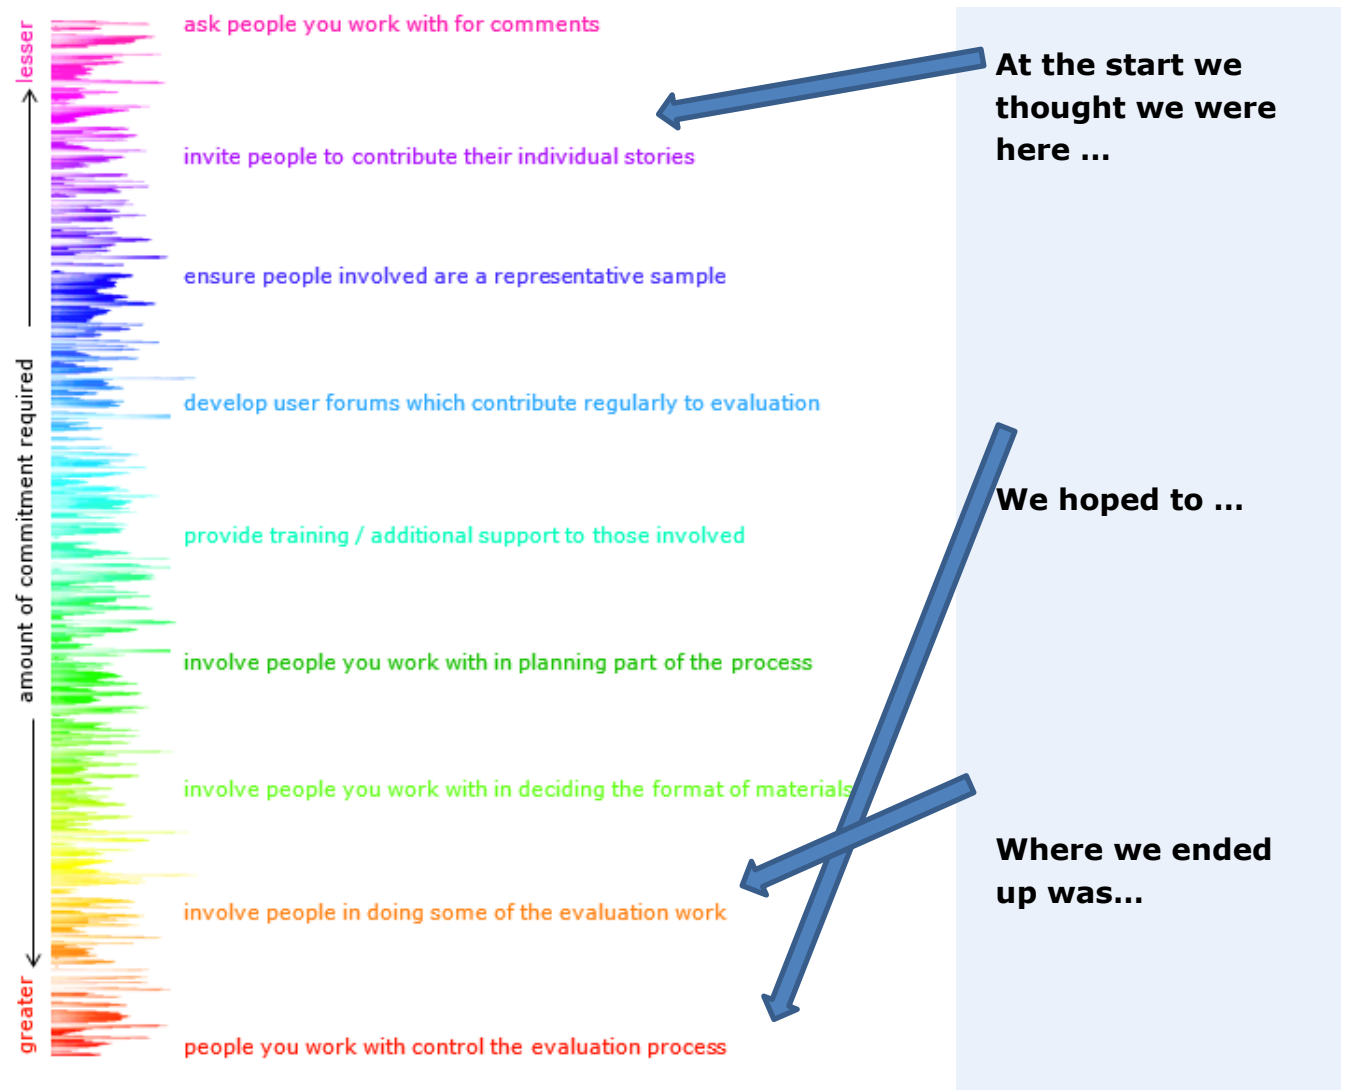 lesser
amount of commitment required
greater
ask people you work with for comments
invite people to contribute their individual stories
ensure people involved are a representative sample
develop user forums which contribute regularly to evaluation
provide training / additional support to those involved
involve people you work with in planning part of the process
involve people you work with in deciding the format of materials
involve people in doing some of the evaluation work
people you work with control the evaluation process
At the start we
thought we were
here ...
We hoped to ...
Where we ended
up was...